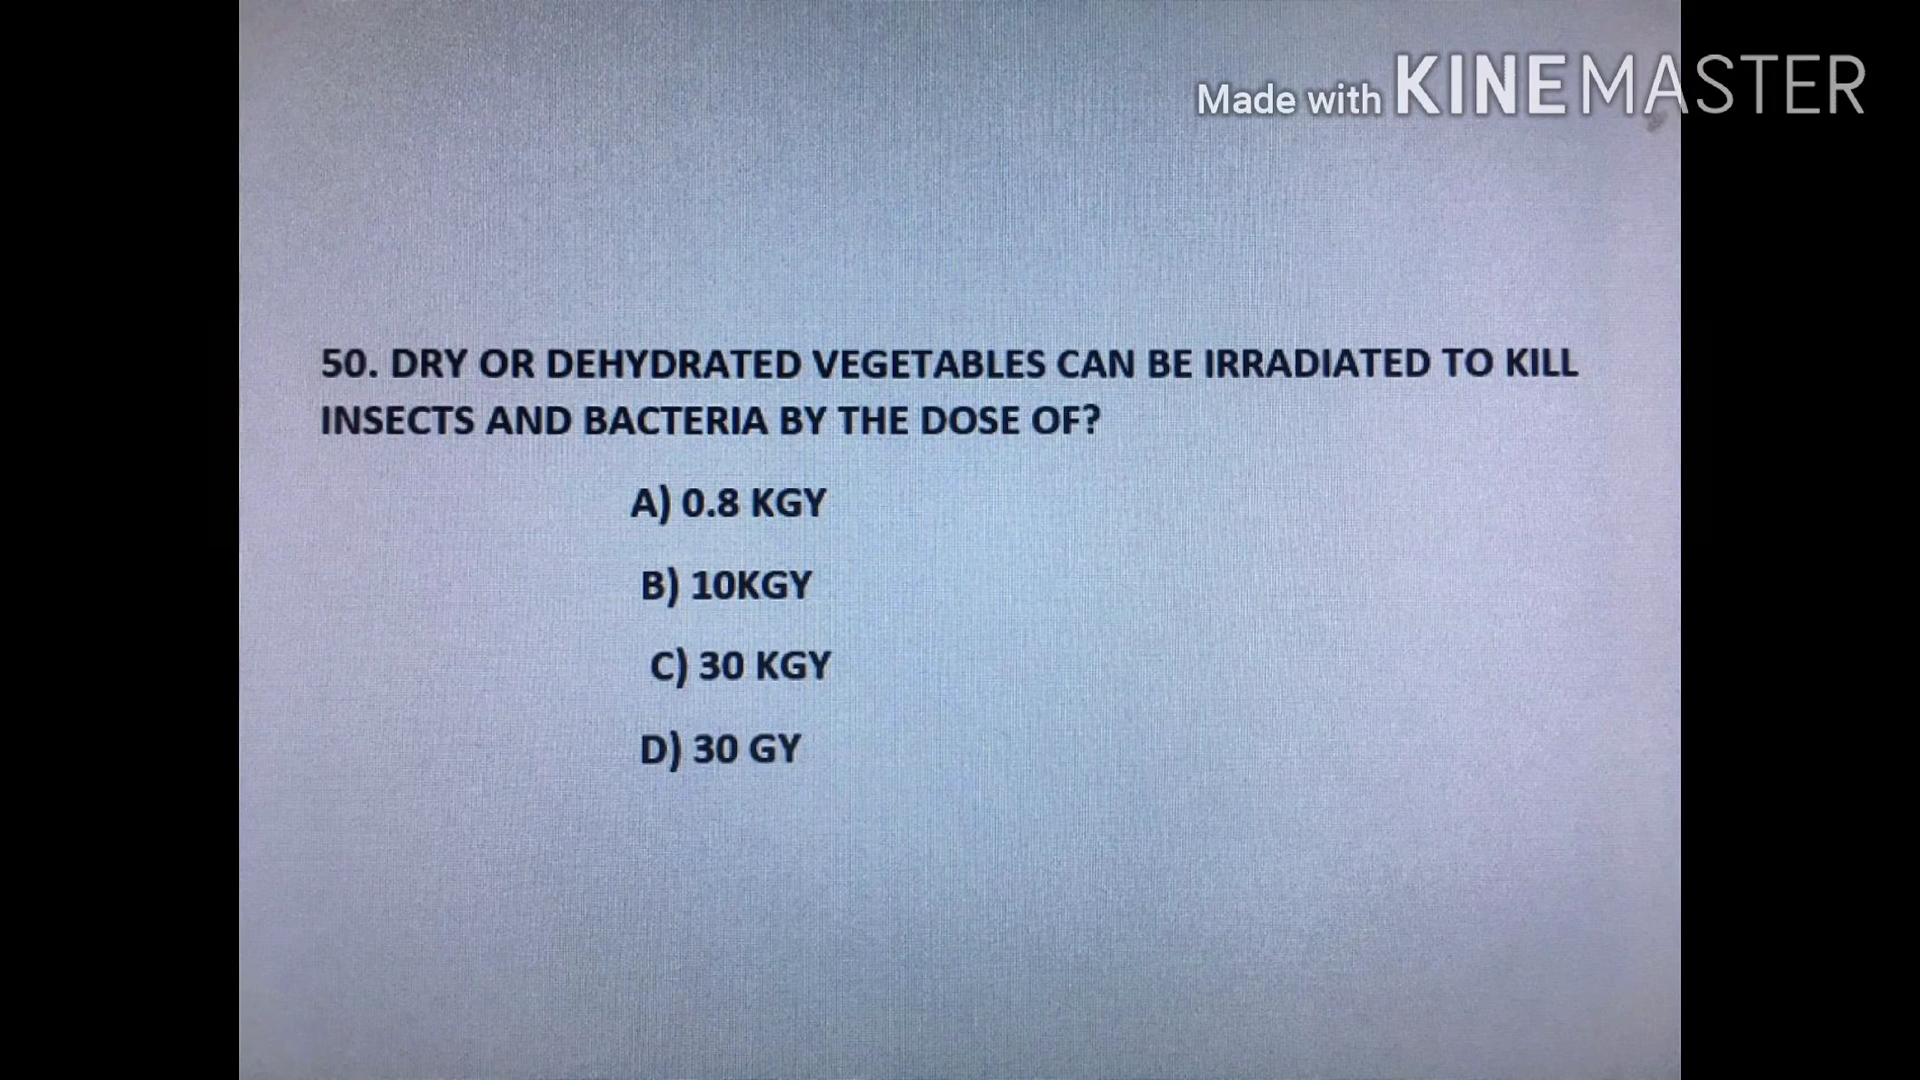 Made with KINEMASTER
50. DRY OR DEHYDRATED VEGETABLES CAN BE IRRADIATED TO KILL
INSECTS AND BACTERIA BY THE DOSE OF?
A) 0.8 KGY
B) 10KGY
C) 30 KGY
D) 30 GY